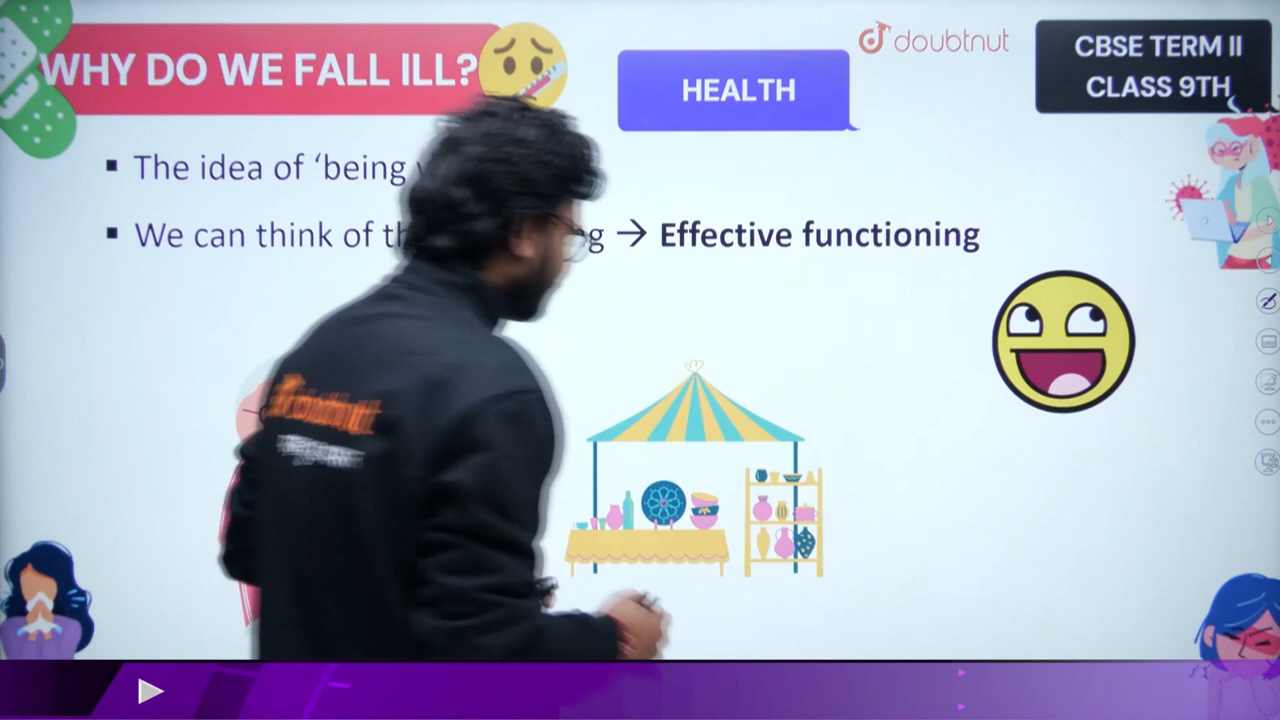 WHY DO WE FALL ILL?
doubtnut
HEALTH
CBSE TERM II
CLASS 9TH
The idea of ‘being
We can think of g → Effective functioning